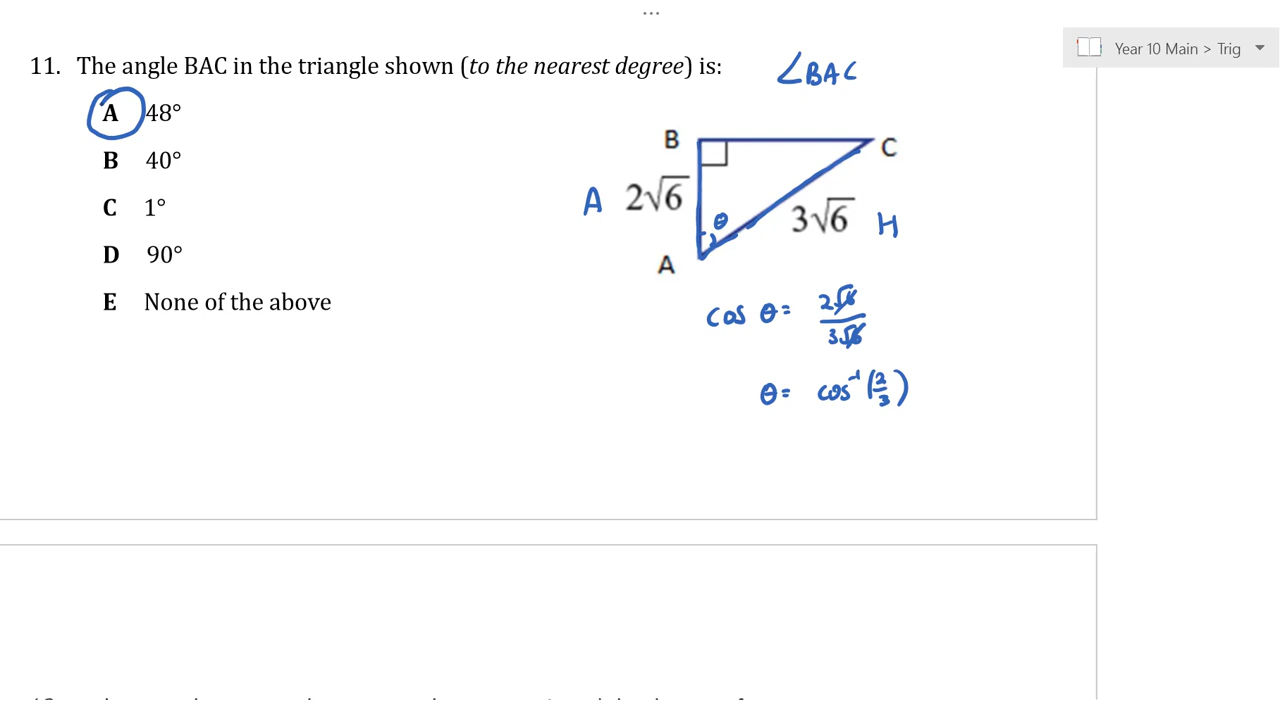 ...
Year 10 Main > Trig
11. The angle BAC in the triangle shown (to the nearest degree) is:
∠BAC
A 48°
B 40°
C 1°
D 90°
E None of the above
B
C
A 2√6
θ
3√6 H
A
cos θ = 2√6/3√6
θ = cos⁻¹(2/3)